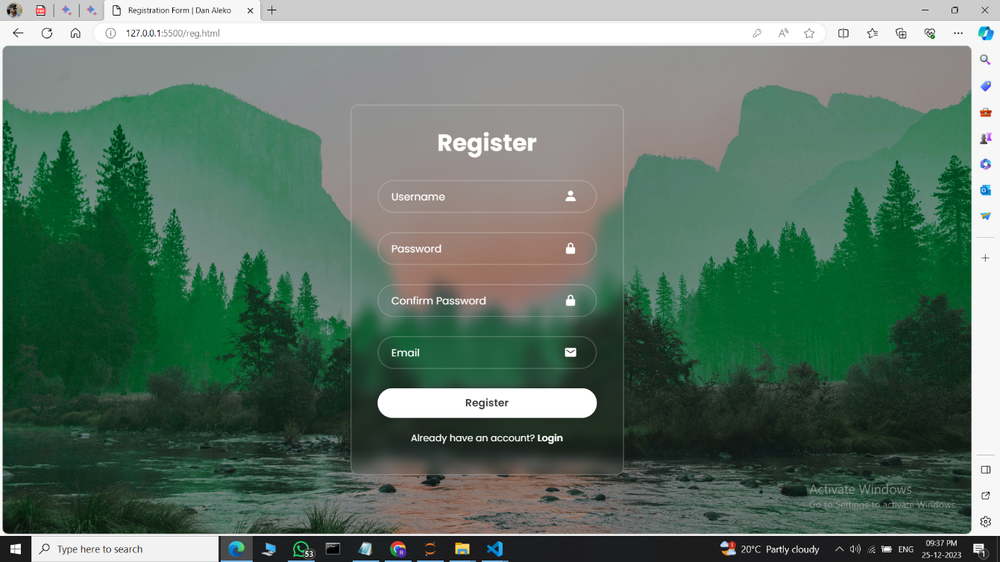 PDF
Registration Form | Dan Aleko
127.0.0.1:5500/reg.html
Register
Username
Password
Confirm Password
Email
Register
Already have an account? Login
Activate Windows
Go to Settings to activate Windows.
Type here to search
53
R
1
20°C Partly cloudy
ENG
09:37 PM
25-12-2023
1